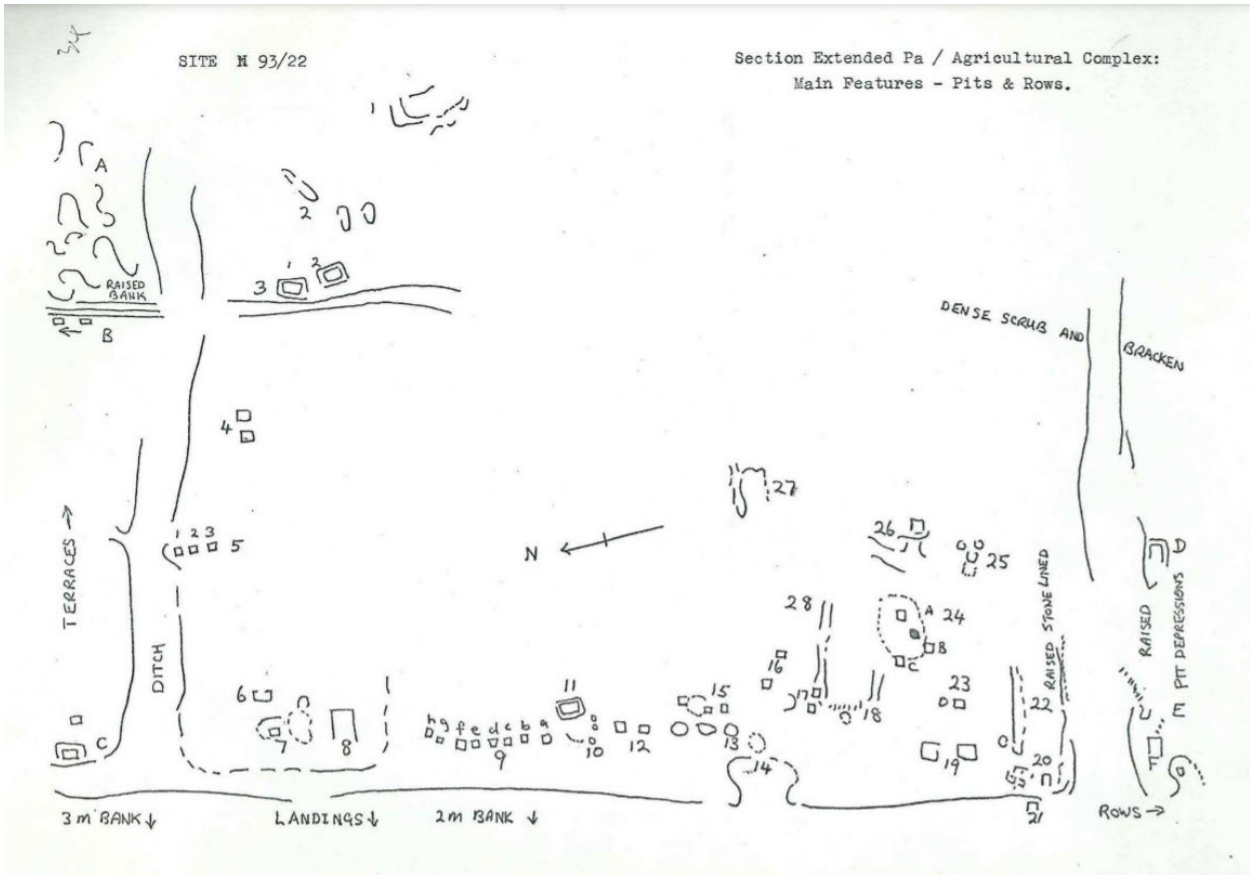 34
SITE N 93/22
Section Extended Pa / Agricultural Complex:
Main Features - Pits & Rows.
1
A
2
1
2
3
RAISED
BANK
B
DENSE SCRUB AND
BRACKEN
4
27
1 2 3
5
N
26
25
D
TERRACES →
DITCH
28
A
24
B
C
RAISED STONE LINED
RAISED
PIT DEPRESSIONS
16
6
11
15
17
18
23
22
E
7
8
h g f e d c b a
9
10
12
13
14
19
20
F
C
21
3 m BANK ↓
LANDINGS ↓
2m BANK ↓
ROWS →